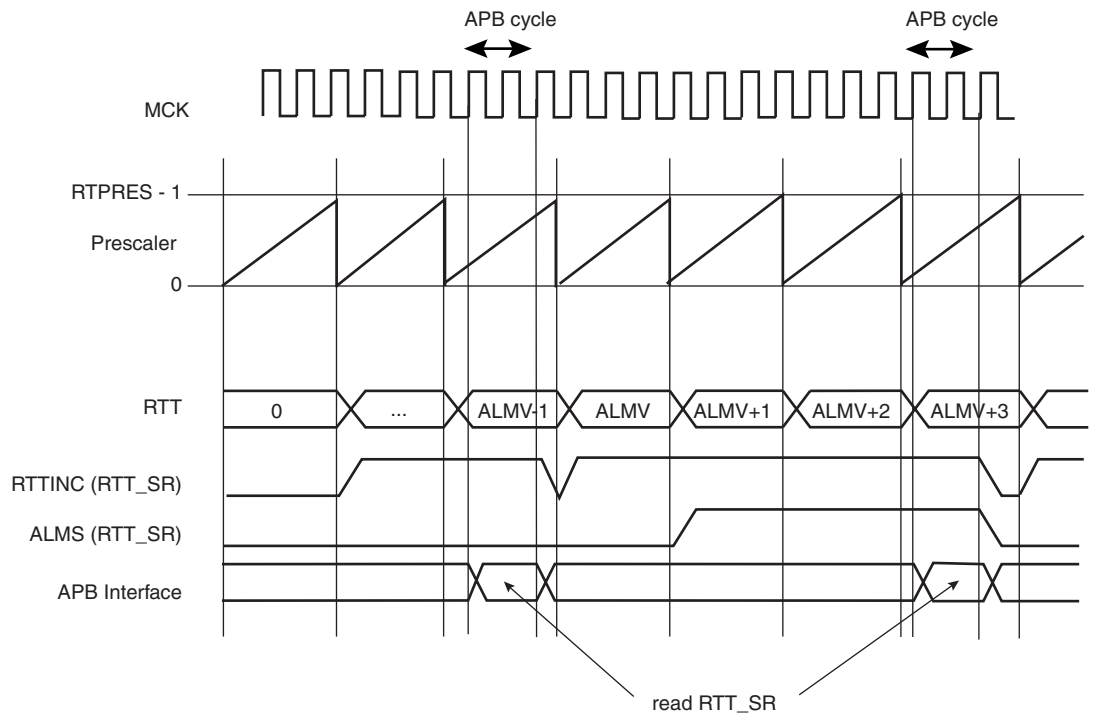 APB cycle
APB cycle
MCK
RTPRES - 1
Prescaler
0
RTT
0
...
ALMV-1
ALMV
ALMV+1
ALMV+2
ALMV+3
RTTINC (RTT_SR)
ALMS (RTT_SR)
APB Interface
read RTT_SR